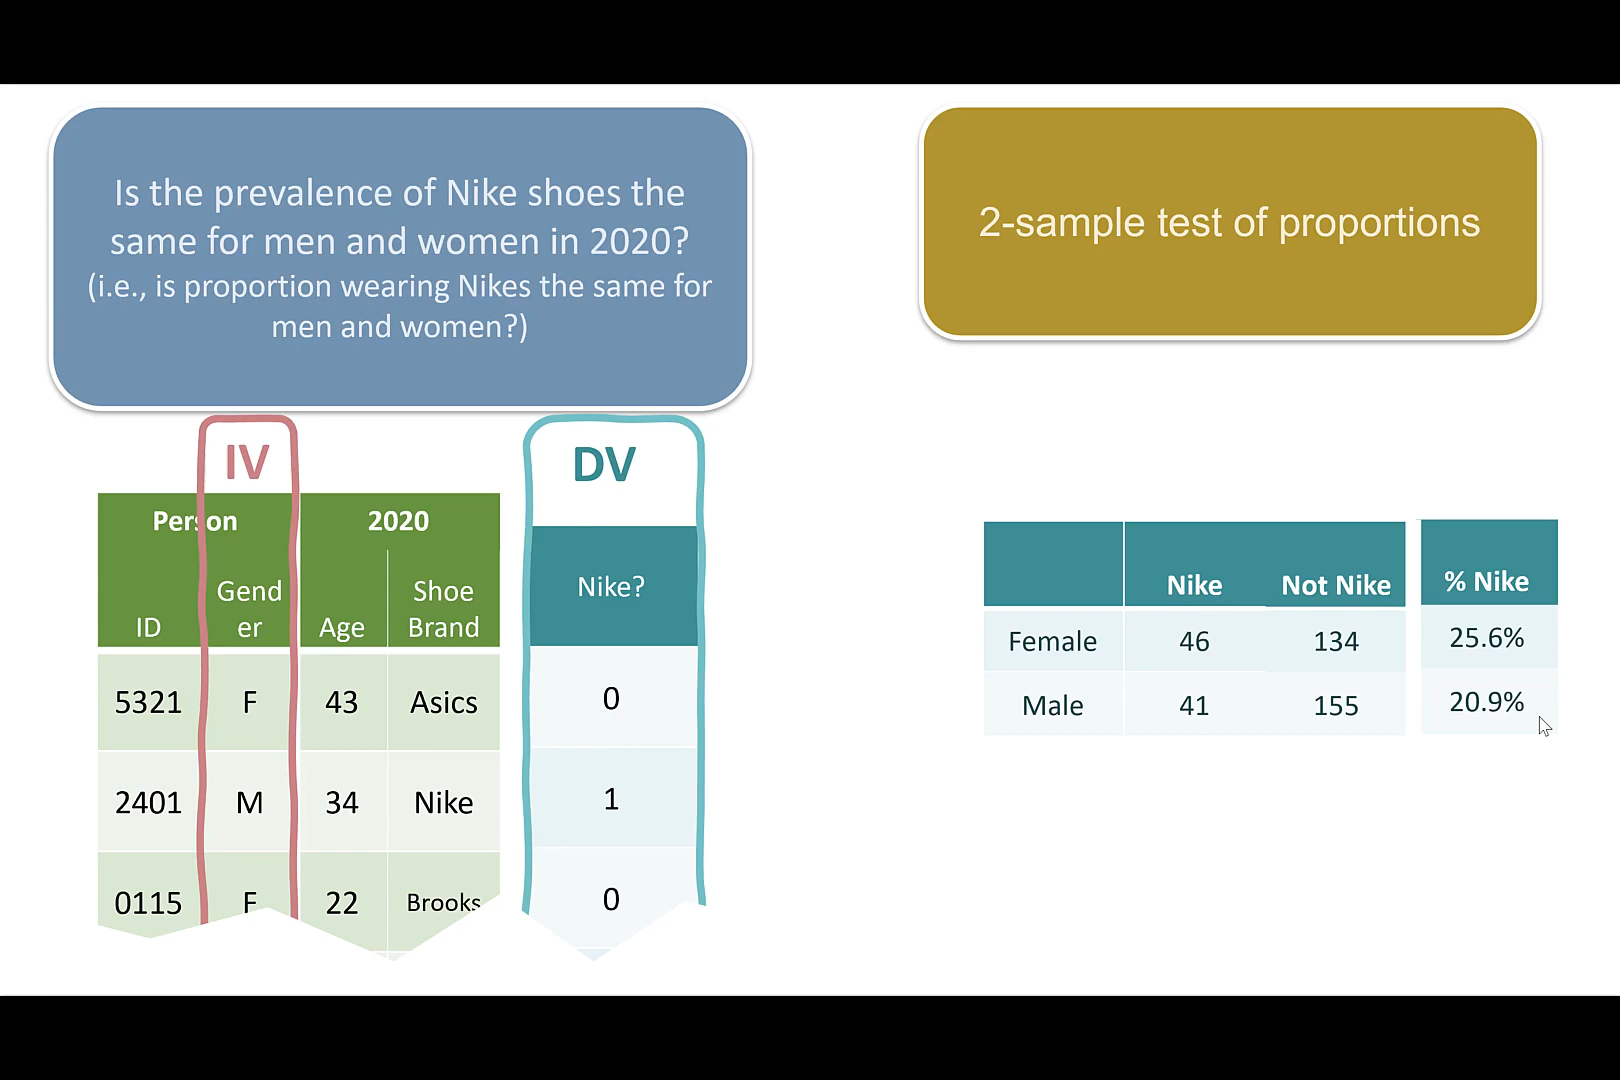 Is the prevalence of Nike shoes the
same for men and women in 2020?
(i.e., is proportion wearing Nikes the same for
men and women?)
2-sample test of proportions
IV
DV
Person 2020
ID Gend
er Age Shoe
Brand
Nike?
5321 F 43 Asics 0
2401 M 34 Nike 1
0115 F 22 Brooks 0
Nike Not Nike % Nike
Female 46 134 25.6%
Male 41 155 20.9%